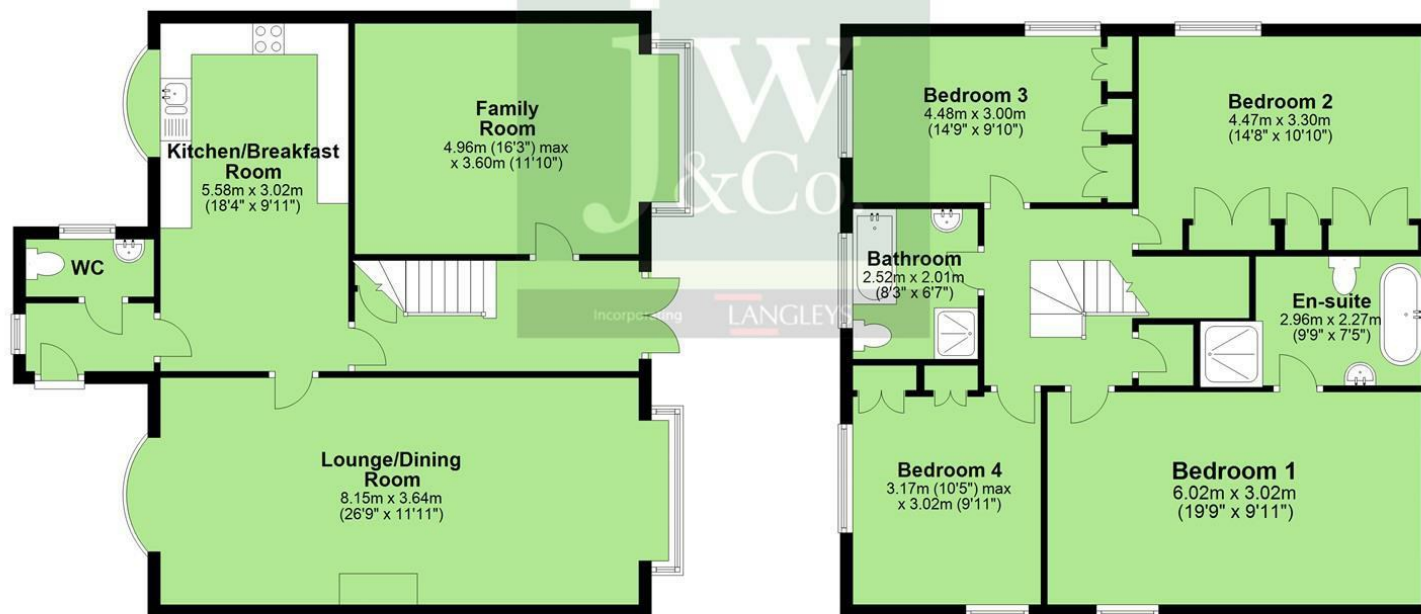 JW
&Co.
Incorporating LANGLEYS
Kitchen/Breakfast
Room
5.58m x 3.02m
(18'4" x 9'11")
Family
Room
4.96m (16'3") max
x 3.60m (11'10")
WC
Lounge/Dining
Room
8.15m x 3.64m
(26'9" x 11'11")
Bedroom 3
4.48m x 3.00m
(14'9" x 9'10")
Bedroom 2
4.47m x 3.30m
(14'8" x 10'10")
Bathroom
2.52m x 2.01m
(8'3" x 6'7")
En-suite
2.96m x 2.27m
(9'9" x 7'5")
Bedroom 4
3.17m (10'5") max
x 3.02m (9'11")
Bedroom 1
6.02m x 3.02m
(19'9" x 9'11")